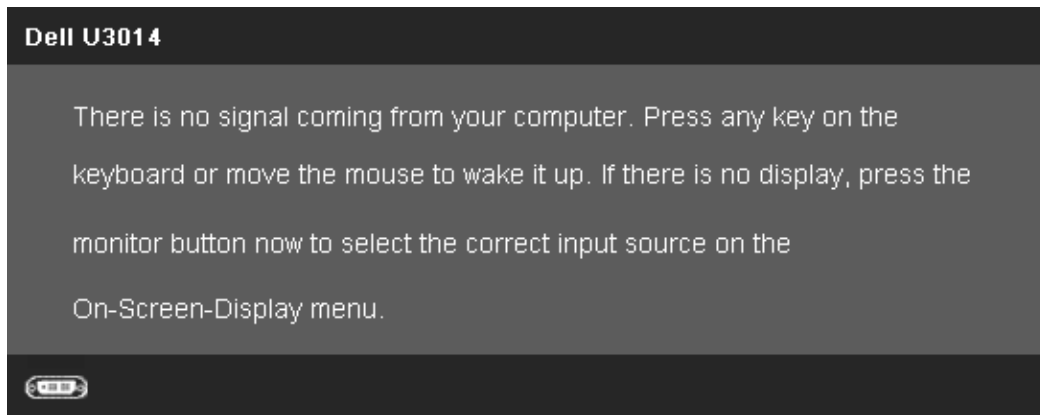 Dell U3014
There is no signal coming from your computer. Press any key on the
keyboard or move the mouse to wake it up. If there is no display, press the
monitor button now to select the correct input source on the
On-Screen-Display menu.